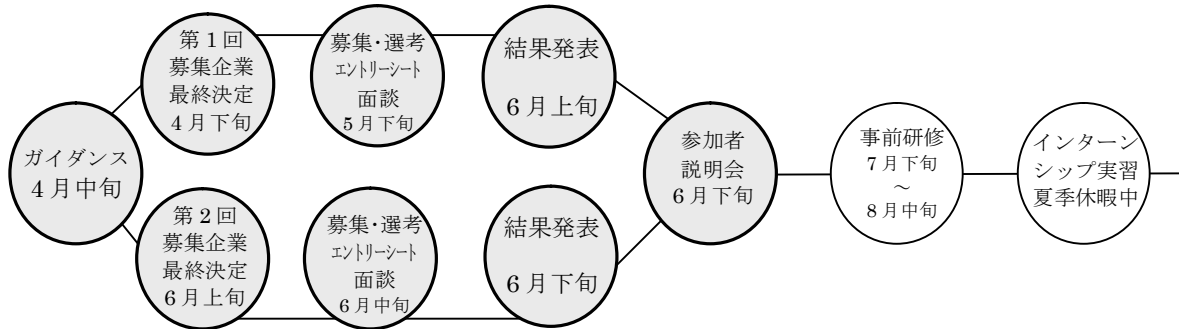 ガイダンス
4月中旬
第1回
募集企業
最終決定
4月下旬
募集・選考
エントリーシート
面談
5月下旬
結果発表
6月上旬
第2回
募集企業
最終決定
6月上旬
募集・選考
エントリーシート
面談
6月中旬
結果発表
6月下旬
参加者
説明会
6月下旬
事前研修
7月下旬
～
8月中旬
インターン
シップ実習
夏季休暇中